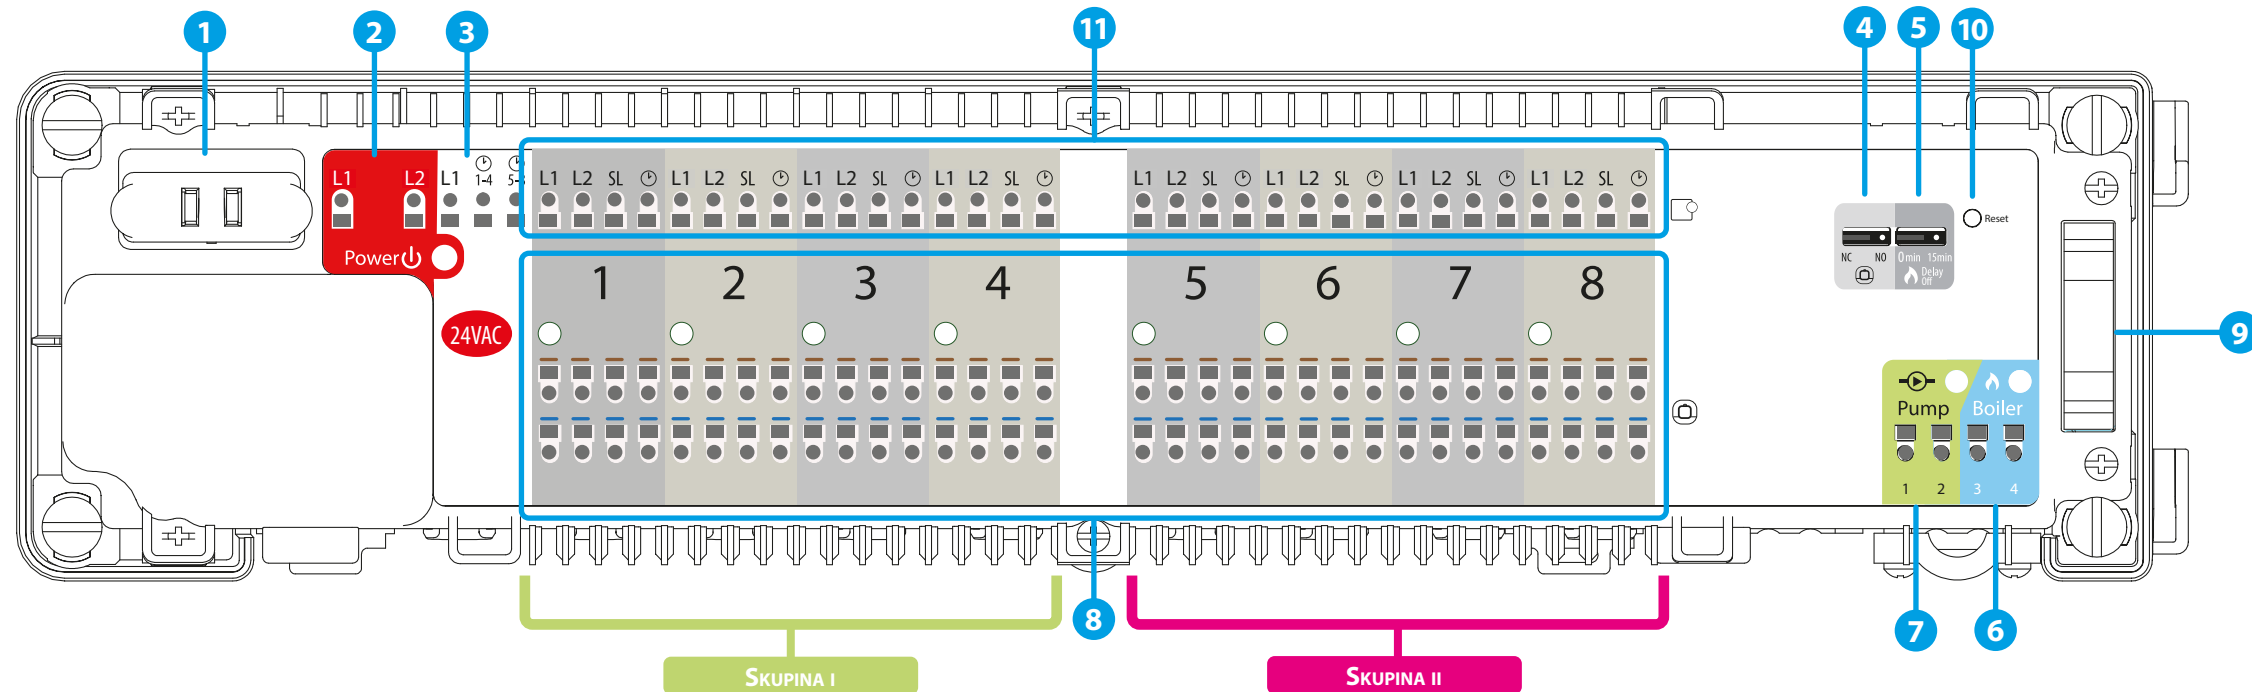 1 2 3 11 4 5 10
L1 L2 L1 1-4 5-8 L1 L2 SL L1 L2 SL L1 L2 SL L1 L2 SL L1 L2 SL L1 L2 SL L1 L2 SL L1 L2 SL
Reset
Power
NC NO 0min 15min
Delay
Off
1 2 3 4 5 6 7 8
24VAC
9
Pump Boiler
1 2 3 4
8
7 6
SKUPINA I SKUPINA II